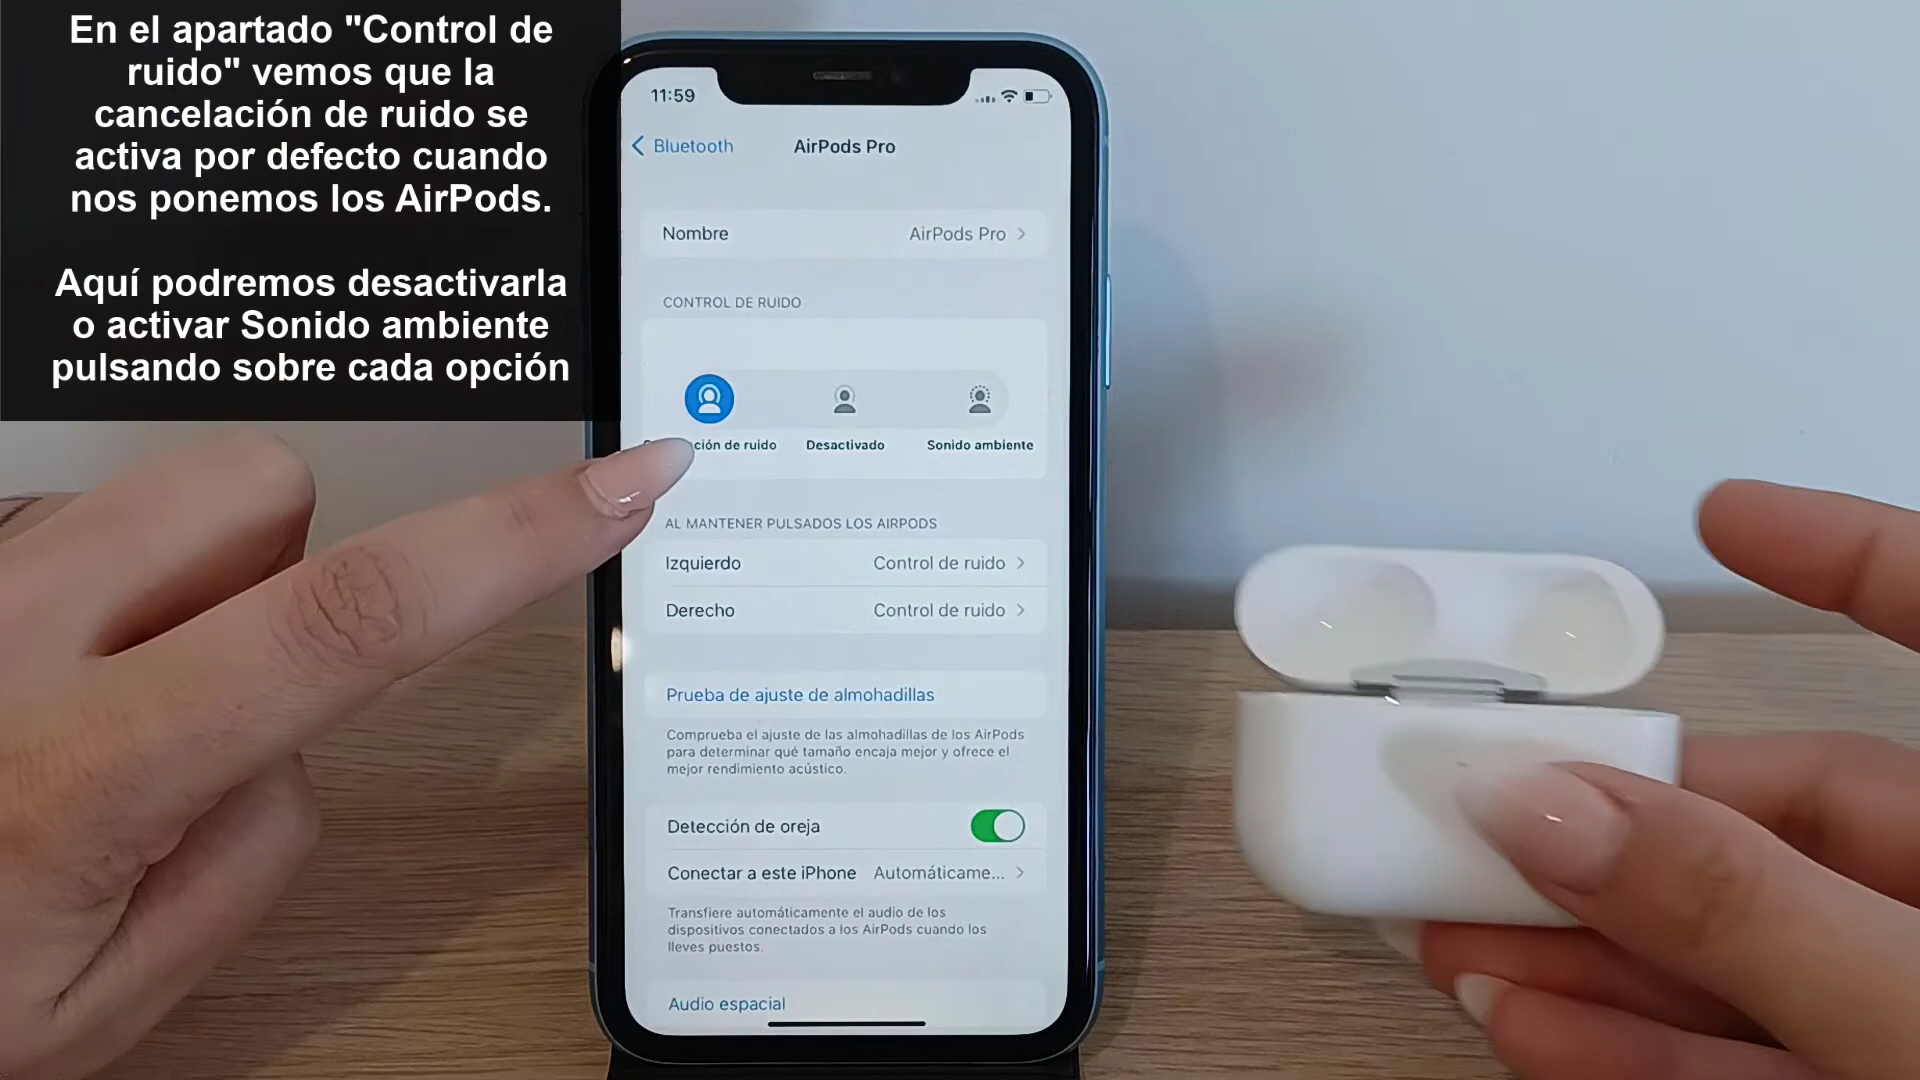 En el apartado "Control de
ruido" vemos que la
cancelación de ruido se
activa por defecto cuando
nos ponemos los AirPods.
Aquí podremos desactivarla
o activar Sonido ambiente
pulsando sobre cada opción
11:59
Bluetooth AirPods Pro
Nombre AirPods Pro
CONTROL DE RUIDO
de ruido Desactivado Sonido ambiente
AL MANTENER PULSADOS LOS AIRPODS
Izquierdo Control de ruido
Derecho Control de ruido
Prueba de ajuste de almohadillas
Comprueba el ajuste de las almohadillas de los AirPods
para determinar qué tamaño encaja mejor y ofrece el
mejor rendimiento acústico.
Detección de oreja
Conectar a este iPhone Automáticame...
Transfiere automáticamente el audio de los
dispositivos conectados a los AirPods cuando los
lleves puestos.
Audio espacial